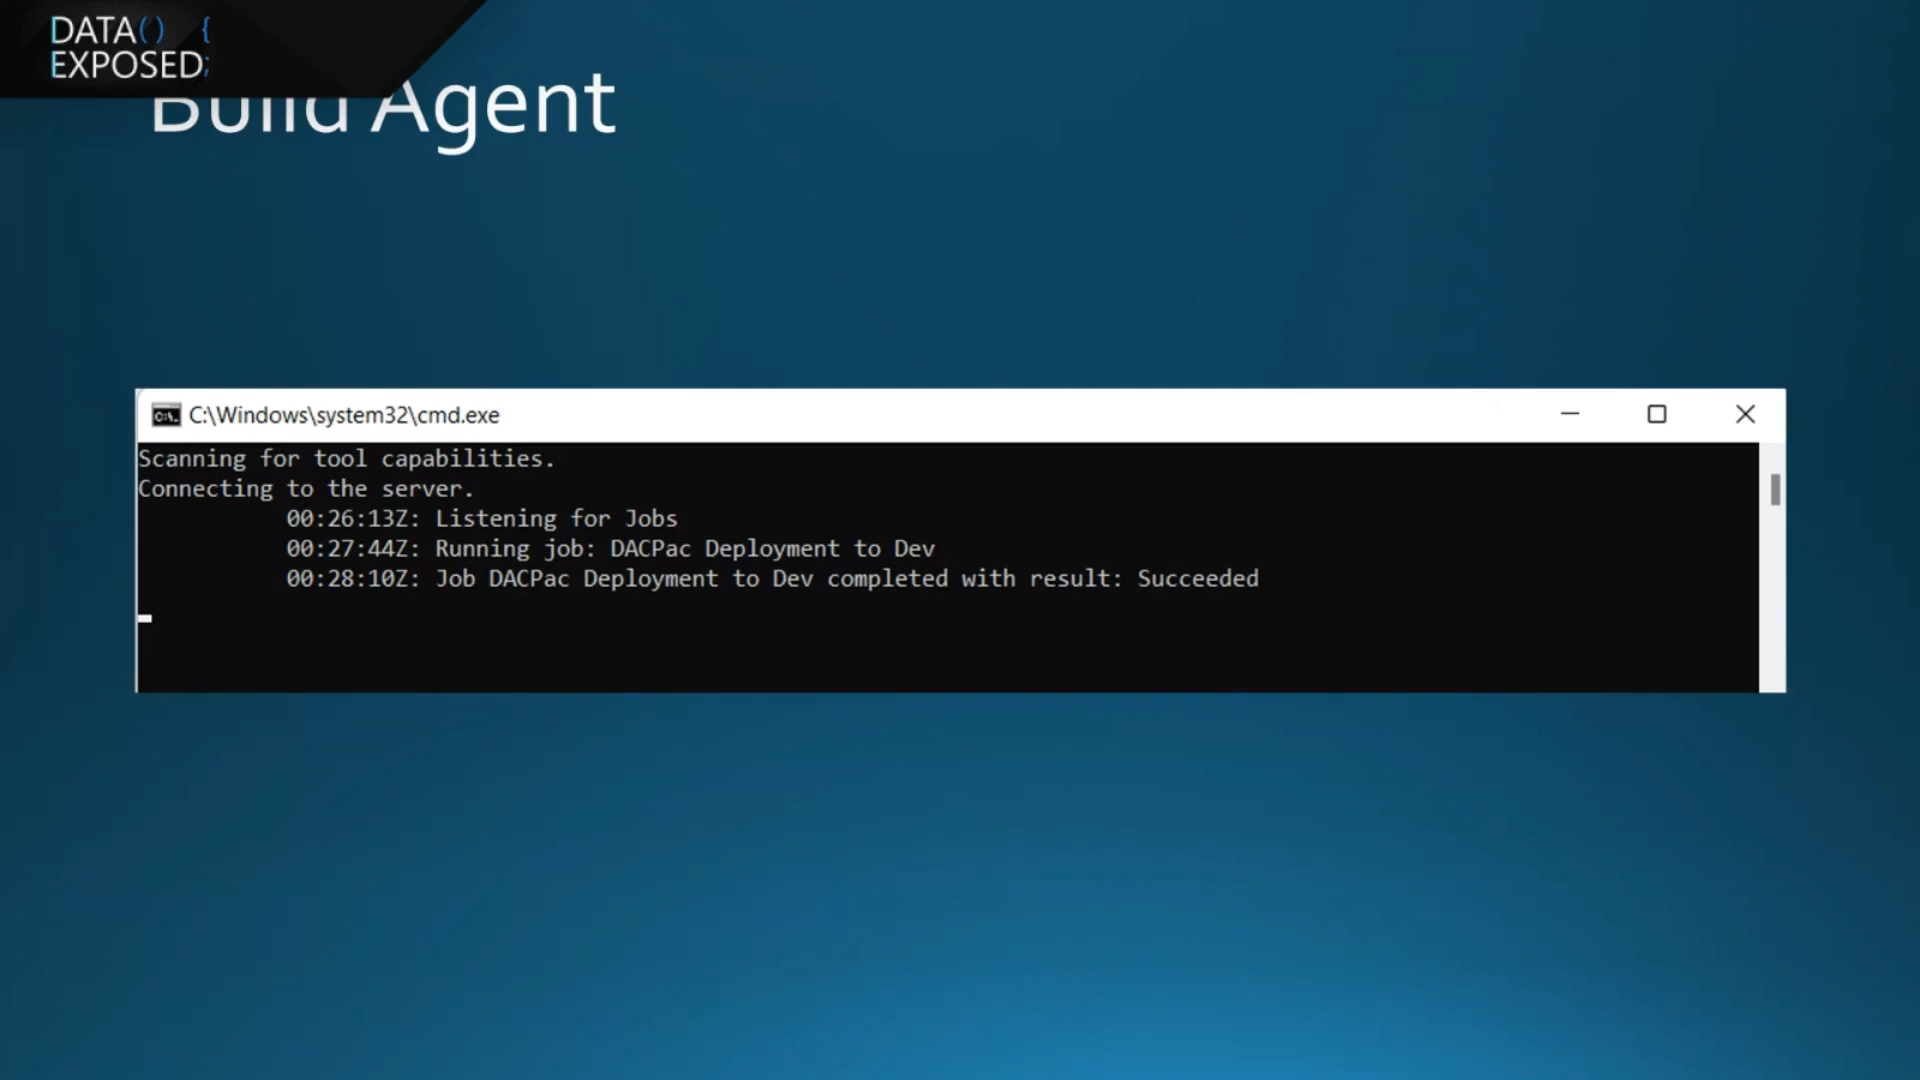 DATA() {
EXPOSED;
Build Agent
C:\Windows\system32\cmd.exe
Scanning for tool capabilities.
Connecting to the server.
00:26:13Z: Listening for Jobs
00:27:44Z: Running job: DACPac Deployment to Dev
00:28:10Z: Job DACPac Deployment to Dev completed with result: Succeeded